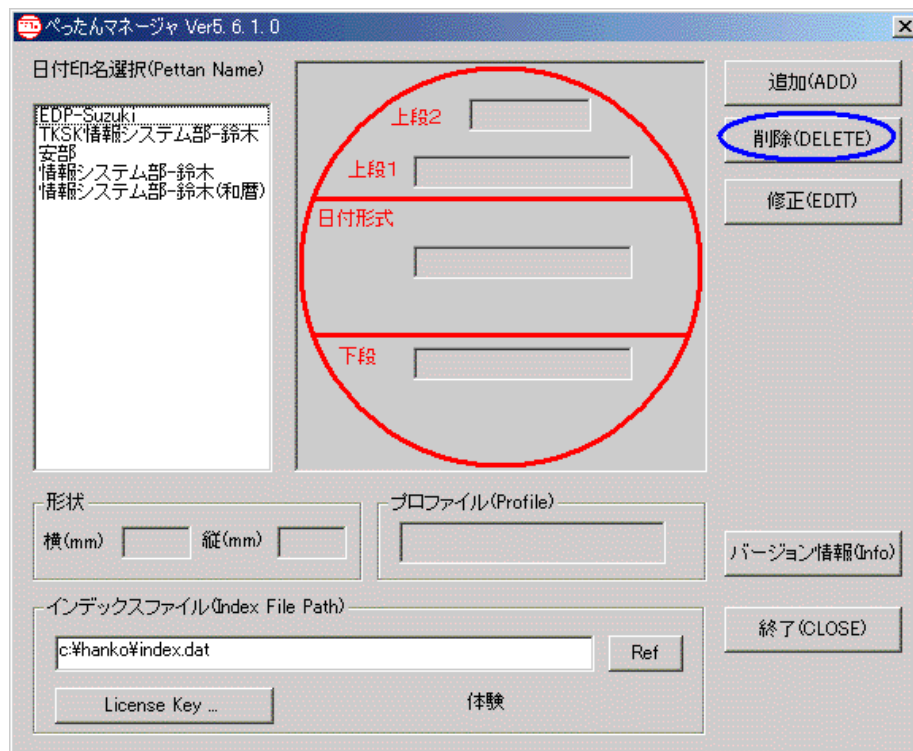 ぺったんマネージャ Ver5. 6. 1. 0
日付印名選択(Pettan Name)
EDP-Suzuki
TKSK情報システム部-鈴木
安部
情報システム部-鈴木
情報システム部-鈴木(和暦)
上段2
上段1
日付形式
下段
追加(ADD)
削除(DELETE)
修正(EDIT)
形状
横(mm)
縦(mm)
プロファイル(Profile)
バージョン情報(Info)
インデックスファイル(Index File Path)
c:¥hanko¥index.dat
Ref
終了(CLOSE)
License Key ...
体験